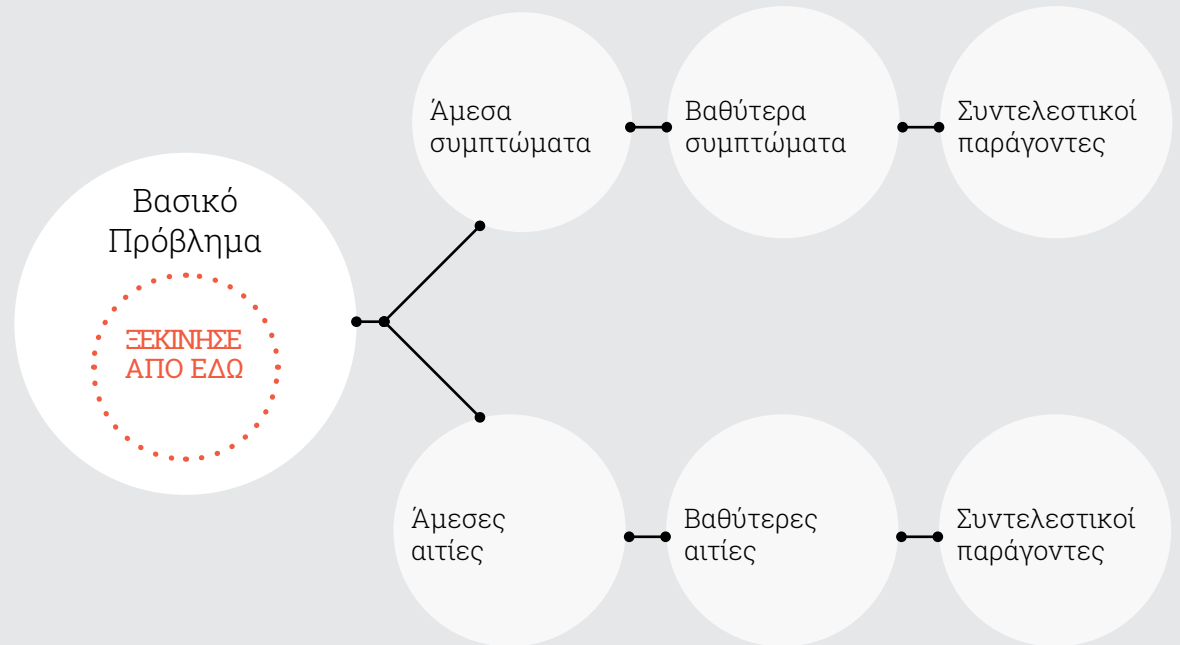 Βασικό
Πρόβλημα
ΞΕΚΙΝΗΣΕ
ΑΠΟ ΕΔΩ
Άμεσα
συμπτώματα
Βαθύτερα
συμπτώματα
Συντελεστικοί
παράγοντες
Άμεσες
αιτίες
Βαθύτερες
αιτίες
Συντελεστικοί
παράγοντες